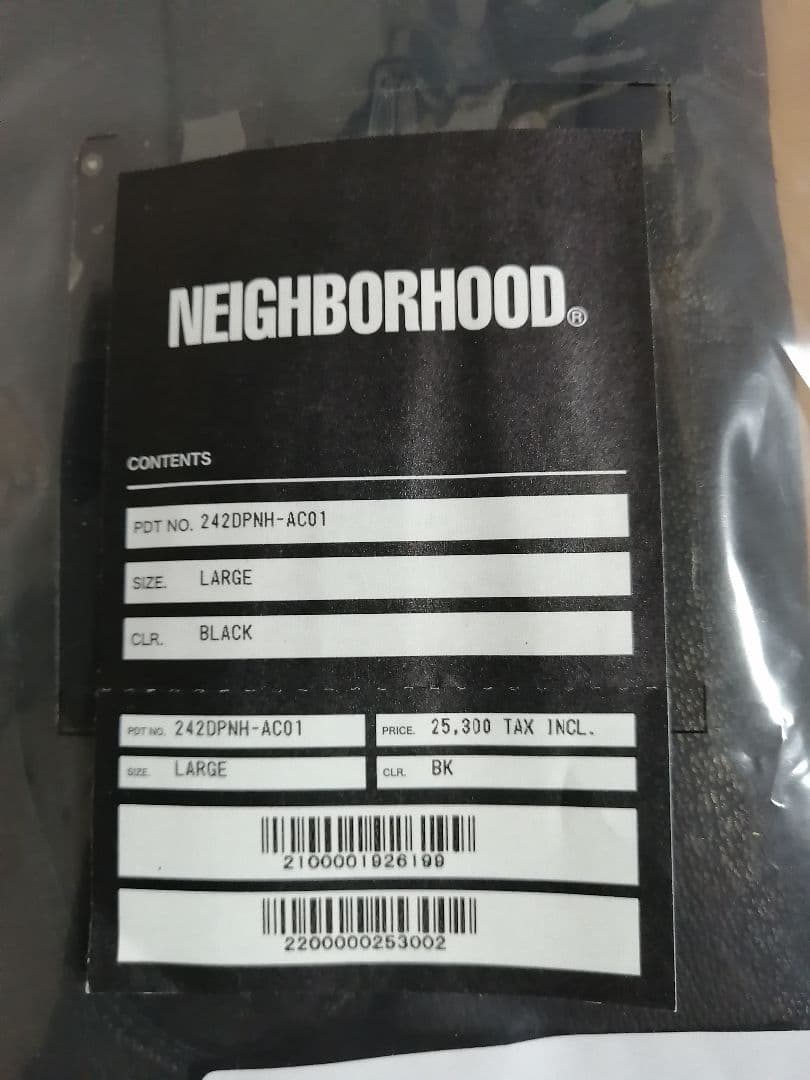 NEIGHBORHOOD®
CONTENTS
PDT NO. 242DPNH-AC01
SIZE. LARGE
CLR. BLACK
PDT NO. 242DPNH-AC01 PRICE. 25,300 TAX INCL.
SIZE. LARGE CLR. BK
2100001926199
2200000253002